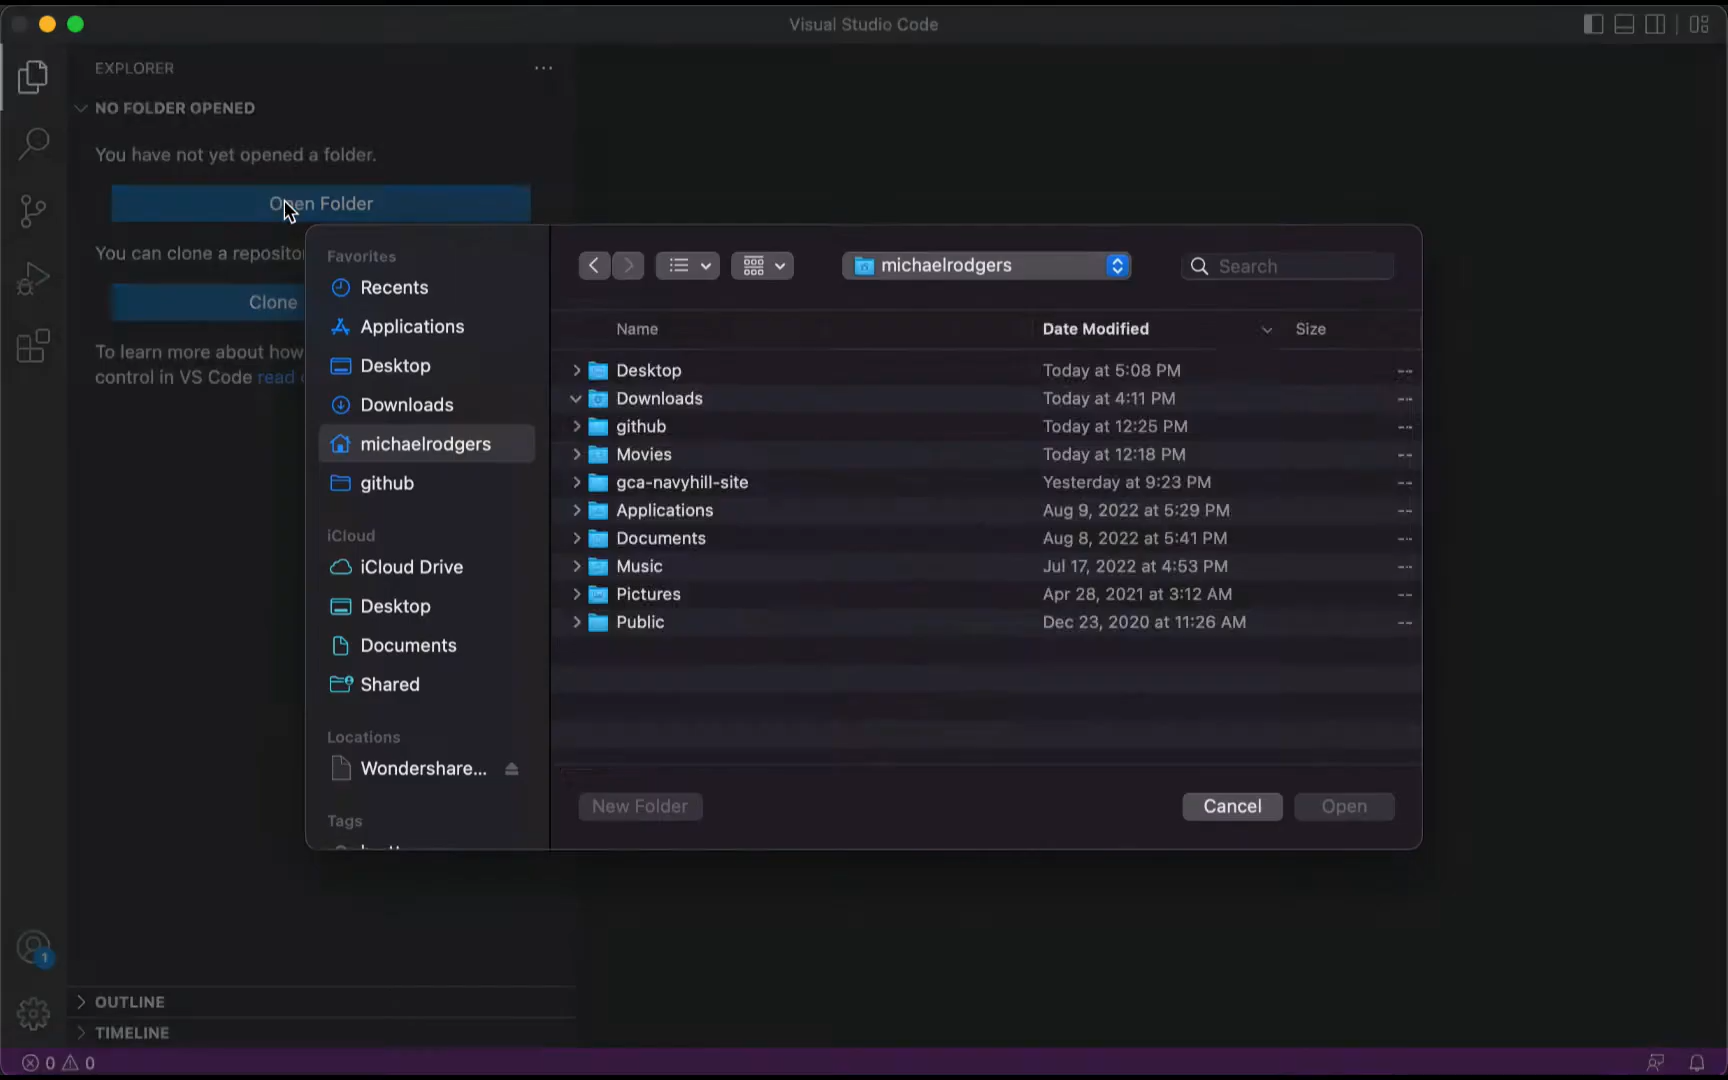 Visual Studio Code
EXPLORER
NO FOLDER OPENED
You have not yet opened a folder.
Open Folder
You can clone a
Clone
To learn more about how
control in VS Code read
Favorites
Recents
Applications
Desktop
Downloads
michaelrodgers
github
iCloud
iCloud Drive
Desktop
Documents
Shared
Locations
Wondershare...
Tags
michaelrodgers
Search
Name Date Modified Size
Desktop Today at 5:08 PM --
Downloads Today at 4:11 PM --
github Today at 12:25 PM --
Movies Today at 12:18 PM --
gca-navyhill-site Yesterday at 9:23 PM --
Applications Aug 9, 2022 at 5:29 PM --
Documents Aug 8, 2022 at 5:41 PM --
Music Jul 17, 2022 at 4:53 PM --
Pictures Apr 28, 2021 at 3:12 AM --
Public Dec 23, 2020 at 11:26 AM --
New Folder Cancel Open
1
OUTLINE
TIMELINE
0 0